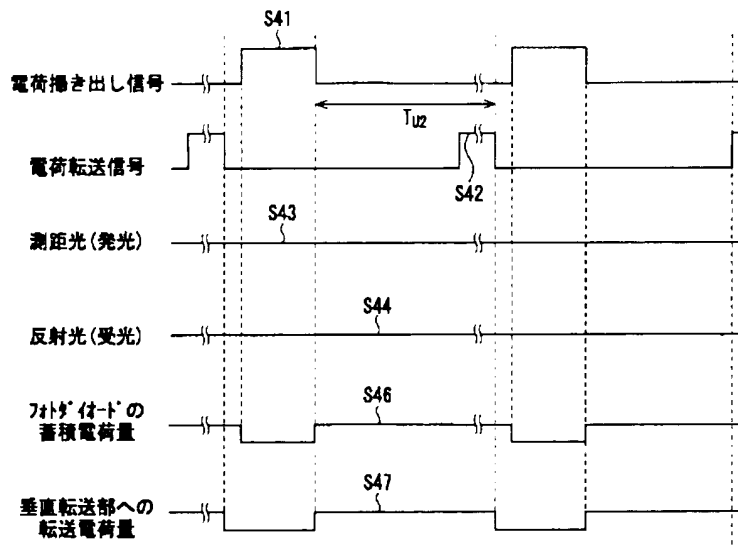 S41
電荷掃き出し信号
TU2
電荷転送信号
S42
S43
測距光(発光)
S44
反射光(受光)
S46
フォトダイオードの
蓄積電荷量
S47
垂直転送部への
転送電荷量